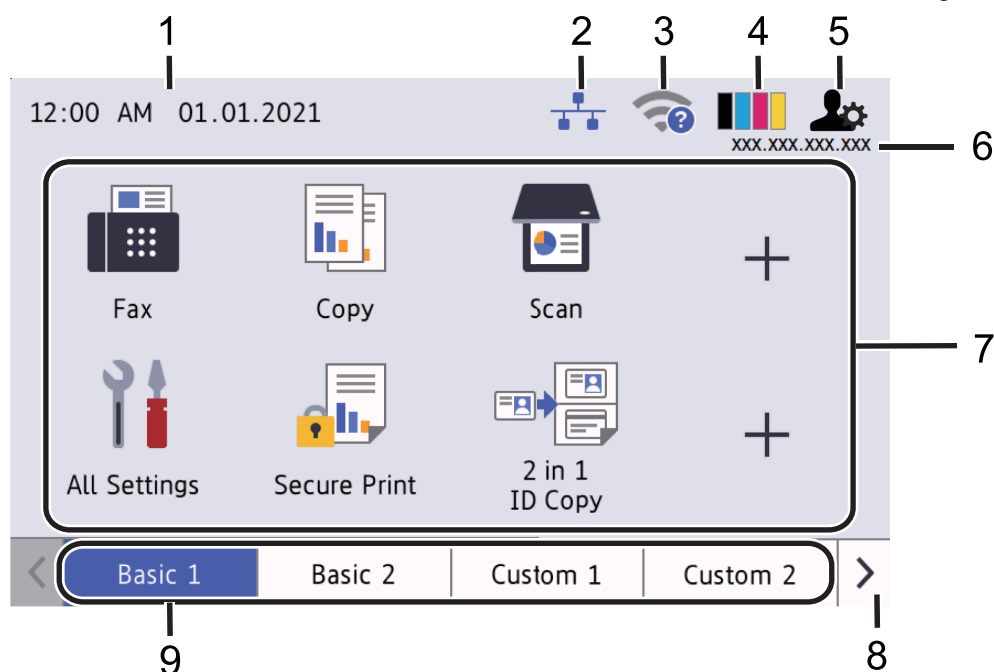 1 2 3 4 5
12:00 AM 01.01.2021
?
XXX.XXX.XXX.XXX 6
Fax Copy Scan
7
All Settings Secure Print 2 in 1
ID Copy
Basic 1 Basic 2 Custom 1 Custom 2
9 8